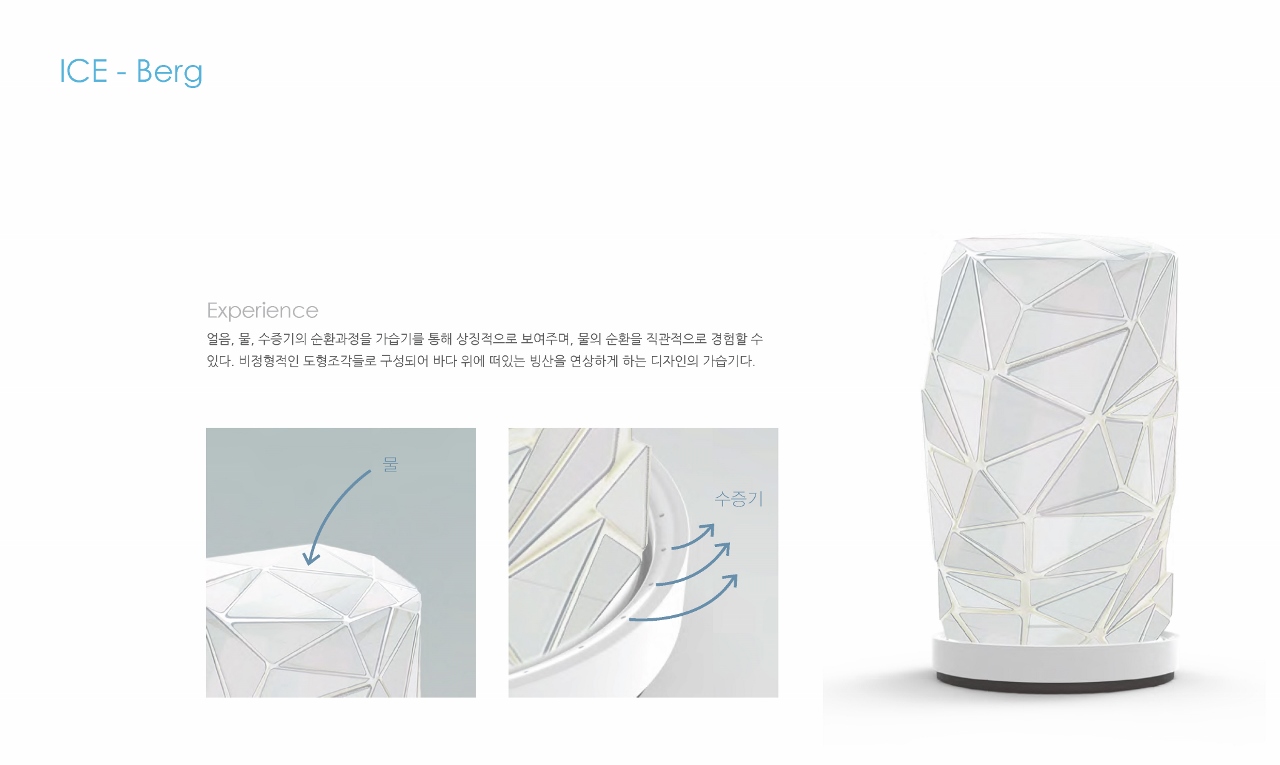 ICE - Berg
Experience
얼음, 물, 수증기의 순환과정을 가습기를 통해 상징적으로 보여주며, 물의 순환을 직관적으로 경험할 수
있다. 비정형적인 도형조각들로 구성되어 바다 위에 떠있는 빙산을 연상하게 하는 디자인의 가습기다.
물
수증기